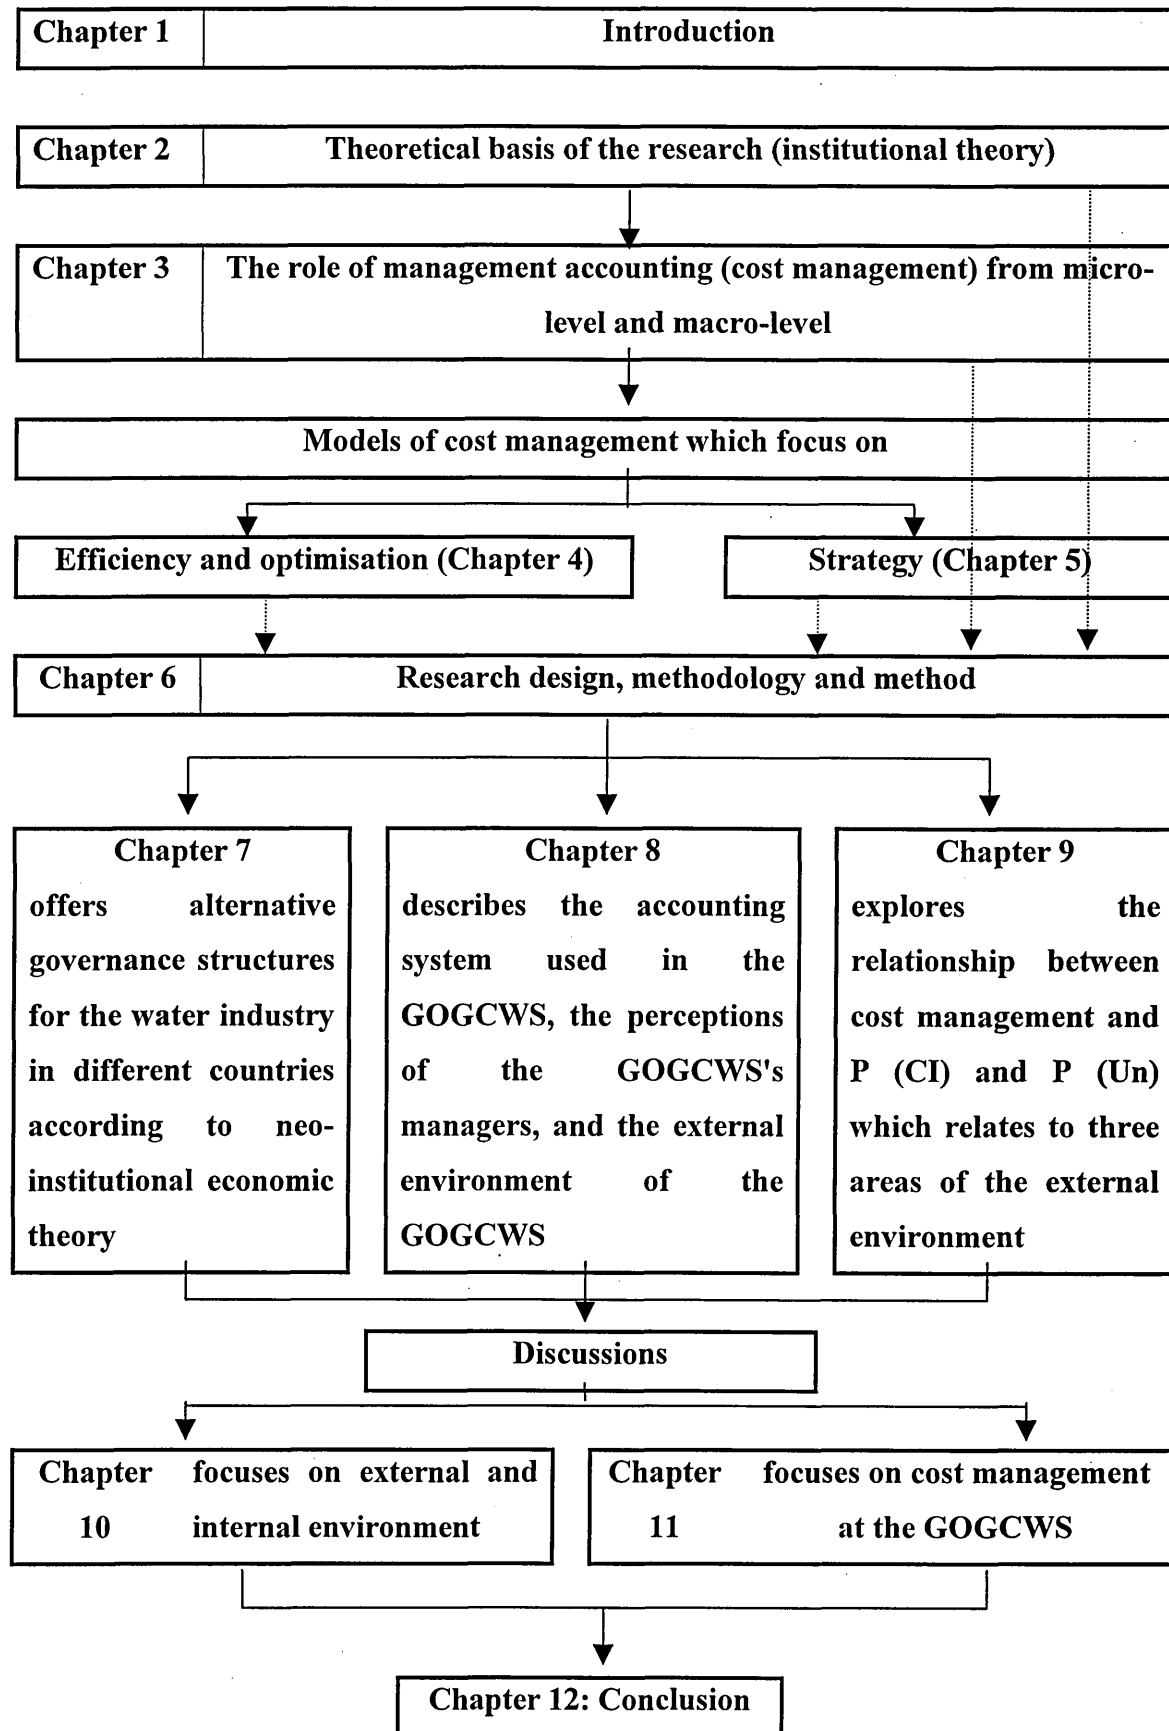 Chapter 1 Introduction
Chapter 2 Theoretical basis of the research (institutional theory)
Chapter 3 The role of management accounting (cost management) from micro-
level and macro-level
Models of cost management which focus on
Efficiency and optimisation (Chapter 4)
Strategy (Chapter 5)
Chapter 6 Research design, methodology and method
Chapter 7
offers alternative
governance structures
for the water industry
in different countries
according to neo-
institutional economic
theory
Chapter 8
describes the accounting
system used in the
GOGCWS, the perceptions
of the GOGCWS's
managers, and the external
environment of the
GOGCWS
Chapter 9
explores the
relationship between
cost management and
P (CI) and P (Un)
which relates to three
areas of the external
environment
Discussions
Chapter focuses on external and
10 internal environment
Chapter focuses on cost management
11 at the GOGCWS
Chapter 12: Conclusion